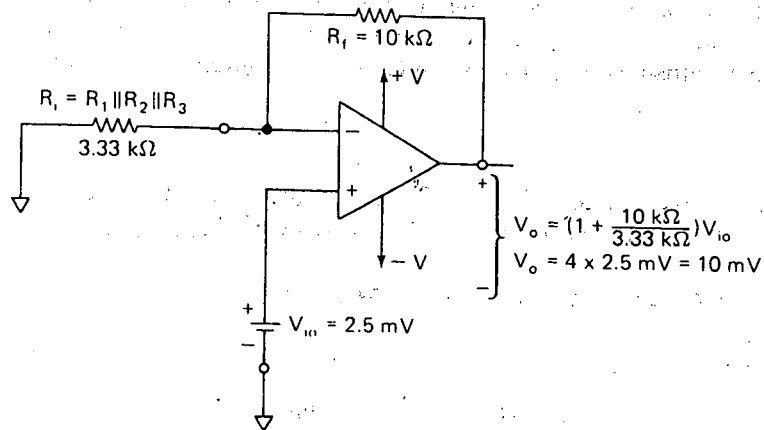 R_f = 10 kΩ
+ V
R_i = R_1 || R_2 || R_3
3.33 kΩ
−
+
+
V_o = (1 + 10 kΩ / 3.33 kΩ) V_io
V_o = 4 x 2.5 mV = 10 mV
−
− V
+
V_io = 2.5 mV
−